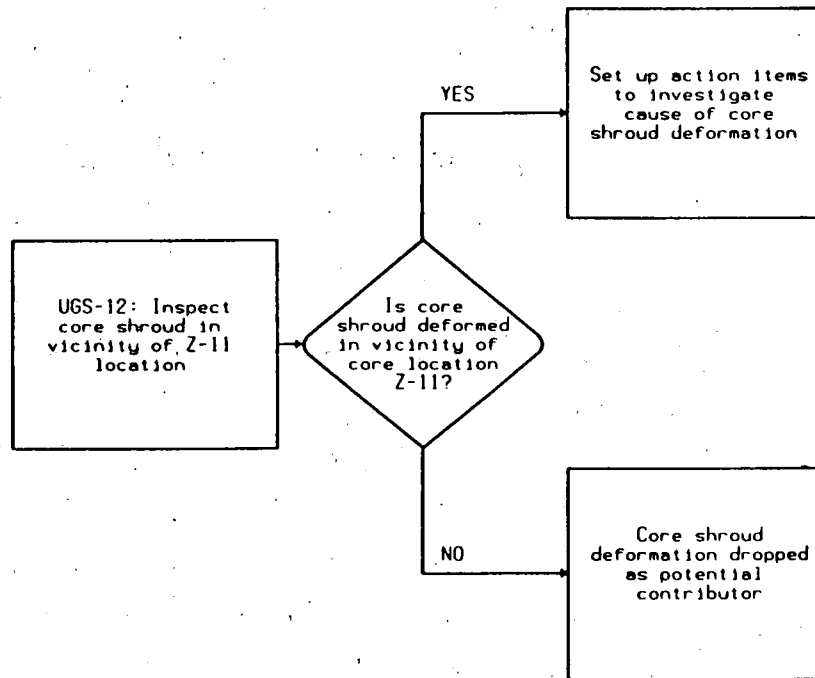 UGS-12: Inspect
core shroud in
vicinity of Z-11
location
Is core
shroud deformed
in vicinity of
core location
Z-11?
YES
Set up action items
to investigate
cause of core
shroud deformation
NO
Core shroud
deformation dropped
as potential
contributor